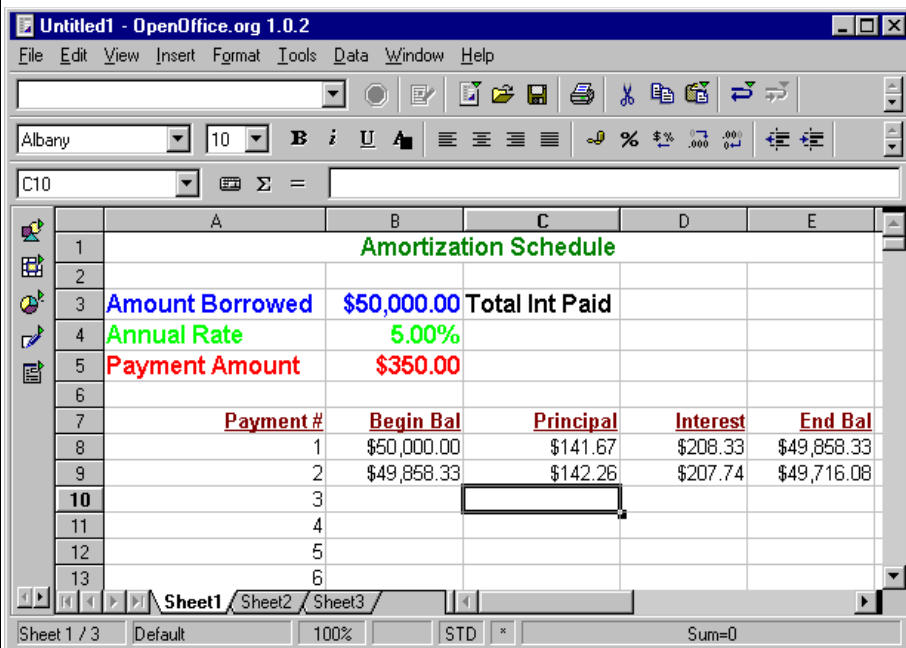 Untitled1 - OpenOffice.org 1.0.2
File Edit View Insert Format Tools Data Window Help
Albany 10 B i U A % $% .000 .000
C10 Σ =
A B C D E
1 Amortization Schedule
2
3 Amount Borrowed $50,000.00 Total Int Paid
4 Annual Rate 5.00%
5 Payment Amount $350.00
6
7 Payment # Begin Bal Principal Interest End Bal
8 1 $50,000.00 $141.67 $208.33 $49,858.33
9 2 $49,858.33 $142.26 $207.74 $49,716.08
10 3
11 4
12 5
13 6
Sheet1 Sheet2 Sheet3
Sheet 1 / 3 Default 100% STD * Sum=0